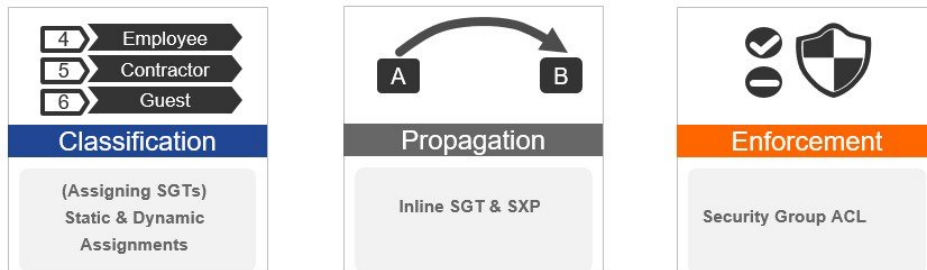 4 Employee
5 Contractor
6 Guest
Classification
(Assigning SGTs)
Static & Dynamic
Assignments
A B
Propagation
Inline SGT & SXP
Enforcement
Security Group ACL